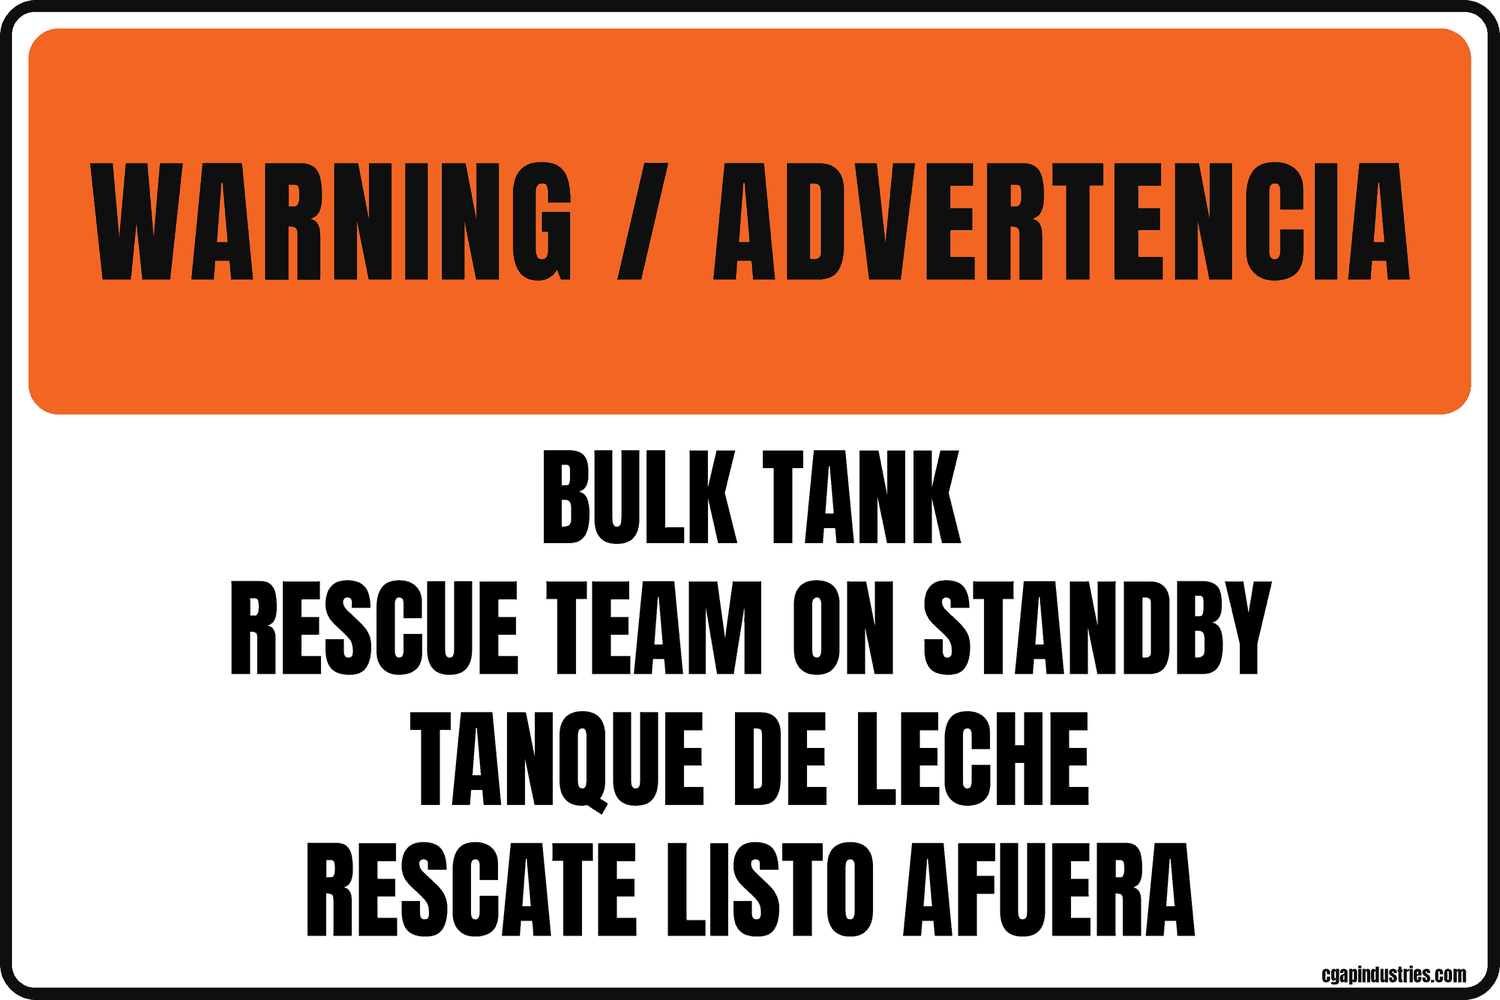 WARNING / ADVERTENCIA
BULK TANK
RESCUE TEAM ON STANDBY
TANQUE DE LECHE
RESCATE LISTO AFUERA
cgapindustries.com